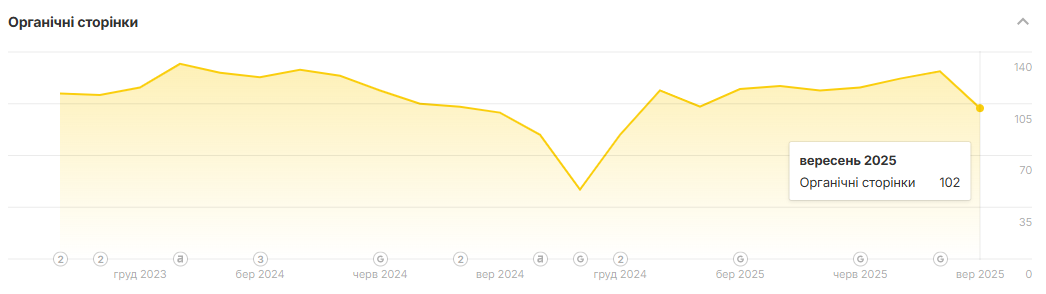 Органічні сторінки
140
105
70
35
0
вересень 2025
Органічні сторінки 102
2 2 a 3 G 2 a G 2 G G G
груд 2023 бер 2024 черв 2024 вер 2024 груд 2024 бер 2025 черв 2025 вер 2025